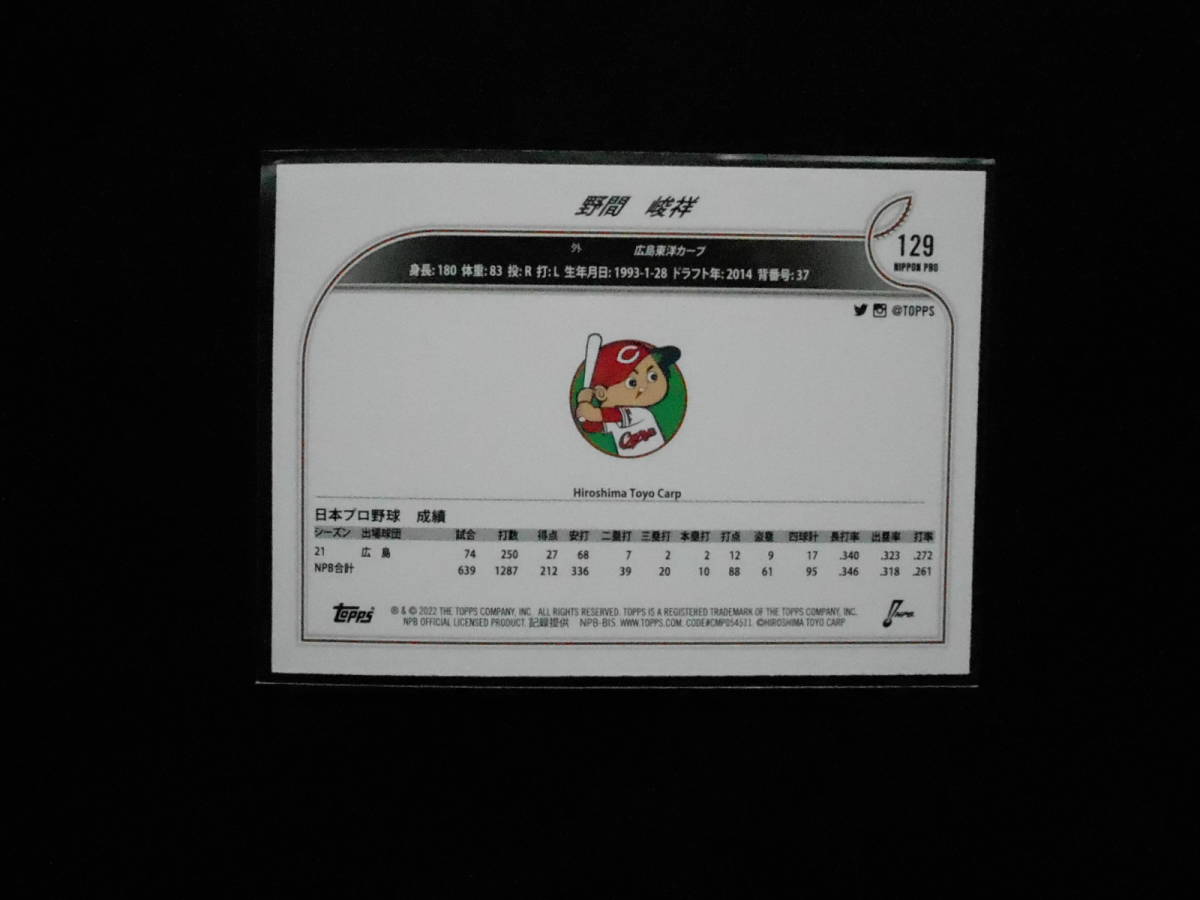 野間 峻祥
129
NIPPON PRO
外 広島東洋カープ
身長: 180 体重: 83 投: R 打: L 生年月日: 1993-1-28 ドラフト年: 2014 背番号: 37
@TOPPS
C
Carp
Hiroshima Toyo Carp
日本プロ野球 成績
シーズン 出場球団 試合 打数 得点 安打 二塁打 三塁打 本塁打 打点 盗塁 四球計 長打率 出塁率 打率
21 広島 74 250 27 68 7 2 2 12 9 17 .340 .323 .272
NPB合計 639 1287 212 336 39 20 10 88 61 95 .346 .318 .261
Topps ® & © 2022 THE TOPPS COMPANY, INC. ALL RIGHTS RESERVED. TOPPS IS A REGISTERED TRADEMARK OF THE TOPPS COMPANY, INC.
NPB OFFICIAL LICENSED PRODUCT. 記録提供 NPB-BIS WWW.TOPPS.COM. CODE#CMP054521. ©HIROSHIMA TOYO CARP
NPB